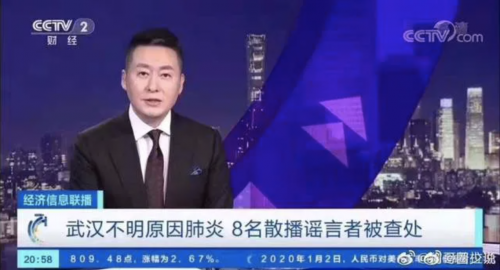 CCTV 2
财经
CCTV.com
经济信息联播
武汉不明原因肺炎 8名散播谣言者被查处
20:58
809.48点，涨幅为2.67%。
2020年1月2日，人民币对美